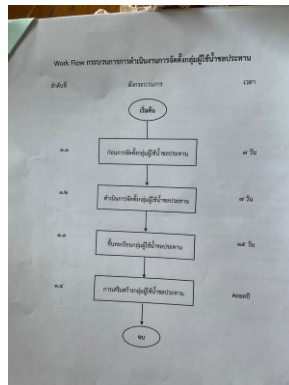 Work Flow กระบวนการการดำเนินงานการจัดตั้งกลุ่มผู้ใช้น้ำชลประทาน
ลำดับที่ ผังกระบวนการ เวลา
เริ่มต้น
๑.๑ ก่อนการจัดตั้งกลุ่มผู้ใช้น้ำชลประทาน ๗ วัน
๑.๒ ดำเนินการจัดตั้งกลุ่มผู้ใช้น้ำชลประทาน ๗ วัน
๑.๓ ขึ้นทะเบียนกลุ่มผู้ใช้น้ำชลประทาน ๑๕ วัน
๑.๔ การเสริมสร้างกลุ่มผู้ใช้น้ำชลประทาน ตลอดปี
จบ